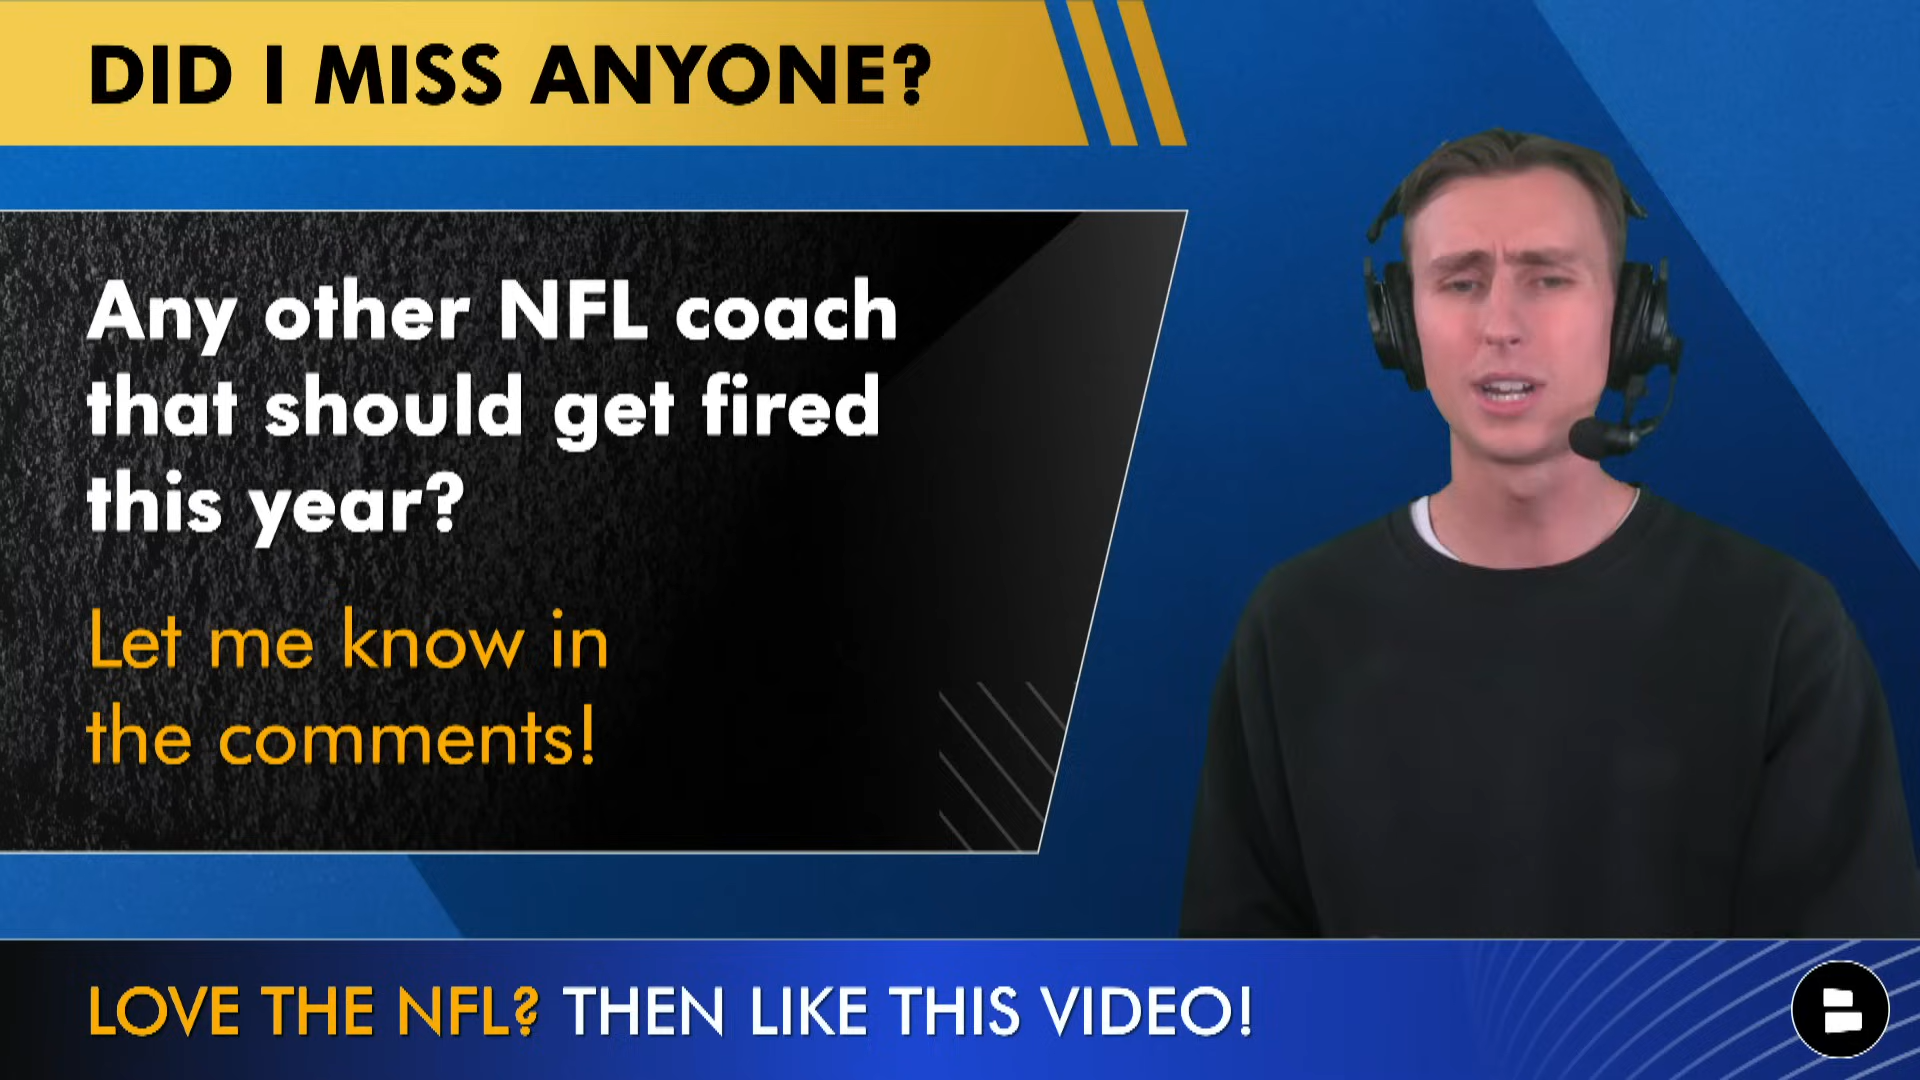 DID I MISS ANYONE?
Any other NFL coach
that should get fired
this year?
Let me know in
the comments!
LOVE THE NFL? THEN LIKE THIS VIDEO!